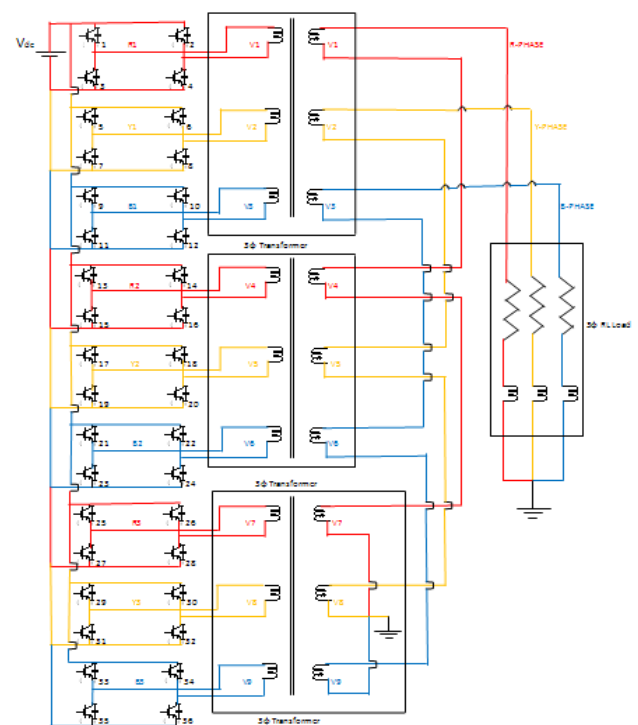 Vdc
1
2
R1
3
4
V1
V1
R-PHASE
5
6
Y1
7
8
V2
V2
Y-PHASE
9
10
B1
11
12
V3
V3
B-PHASE
3ϕ Transformor
13
14
R2
15
16
V4
V4
3ϕ RL Load
17
18
Y2
19
20
V5
V5
21
22
B2
23
24
V6
V6
3ϕ Transformor
25
26
R3
27
28
V7
V7
29
30
Y3
31
32
V8
V8
33
34
B3
35
36
V9
V9
3ϕ Transformor